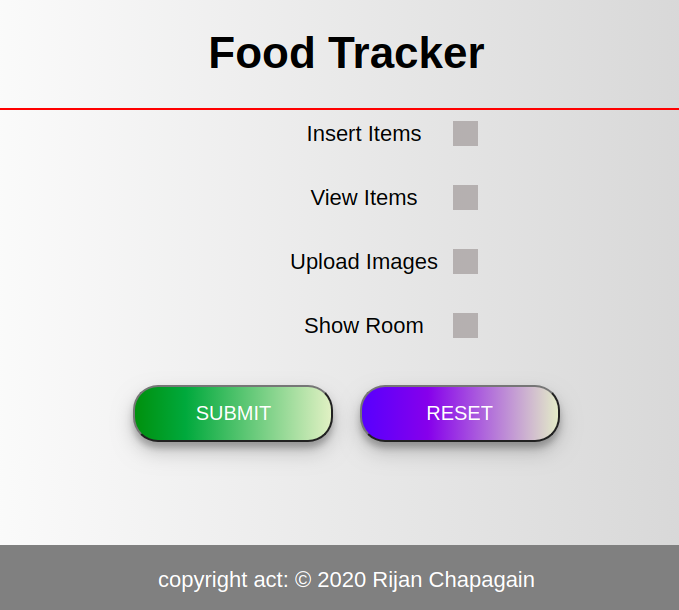 Food Tracker
Insert Items
View Items
Upload Images
Show Room
SUBMIT RESET
copyright act: © 2020 Rijan Chapagain